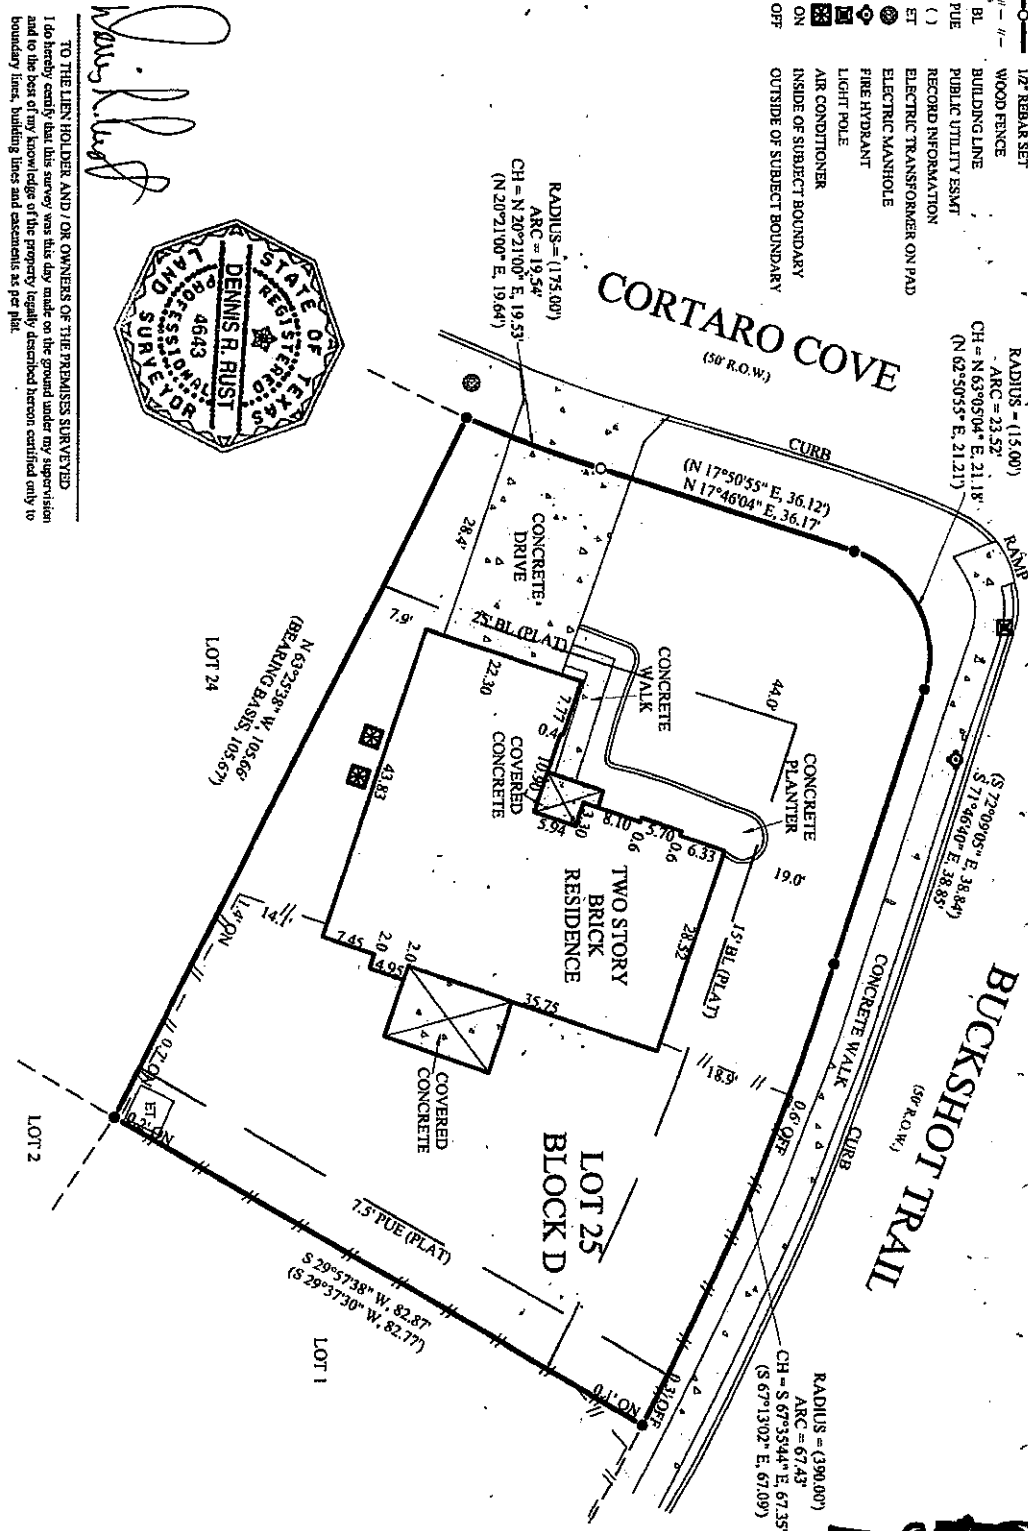 1/2" REBAR SET
WOOD FENCE
BL BUILDING LINE
PUE PUBLIC UTILITY ESMT
( ) RECORD INFORMATION
ET ELECTRIC TRANSFORMER ON PAD
ELECTRIC MANHOLE
FIRE HYDRANT
LIGHT POLE
AIR CONDITIONER
ON INSIDE OF SUBJECT BOUNDARY
OFF OUTSIDE OF SUBJECT BOUNDARY
RADIUS = (15.00')
ARC = 23.52'
CH = N 63°05'04" E, 21.18'
(N 62°50'55" E, 21.21')
RADIUS = (175.00')
ARC = 19.54'
CH = N 20°21'00" E, 19.53'
(N 20°21'00" E, 19.64')
CORTARO COVE
(50' R.O.W.)
CURB
RAMP
(N 17°50'55" E, 36.12')
N 17°46'04" E, 36.17'
(S 72°09'05" E, 38.84')
S 71°46'40" E, 38.85'
BUCKSHOT TRAIL
(50' R.O.W.)
CONCRETE WALK
CURB
RADIUS = (390.00')
ARC = 67.43'
CH = S 67°35'44" E, 67.35'
(S 67°13'02" E, 67.09')
CONCRETE
DRIVE
28.4'
7.9'
25' BL (PLAT)
CONCRETE
WALK
44.0'
CONCRETE
PLANTER
19.0'
15' BL (PLAT)
22.30
7.77
0.4
10.90
COVERED
CONCRETE
5.94
3.30
8.10
0.6
5.70
0.6
6.33
28.52
TWO STORY
BRICK
RESIDENCE
43.83
14.1'
1.4' ON
7.45
2.0
4.95
2.0
35.75
COVERED
CONCRETE
18.9'
0.6' OFF
LOT 25
BLOCK D
0.7' ON
ET
0.2' ON
7.5' PUE (PLAT)
S 29°57'38" W, 82.87'
(S 29°37'30" W, 82.77')
0.1' ON
0.3' OFF
N 63°25'38" W, 105.66'
(BEARING BASIS, 105.67')
LOT 24
LOT 2
LOT 1
STATE OF TEXAS
REGISTERED
DENNIS R. RUST
4643
PROFESSIONAL
LAND SURVEYOR
TO THE LIEN HOLDER AND / OR OWNERS OF THE PREMISES SURVEYED
I do hereby certify that this survey was this day made on the ground under my supervision
and to the best of my knowledge of the property legally described hereon certified only to
boundary lines, building lines and easements as per plat.